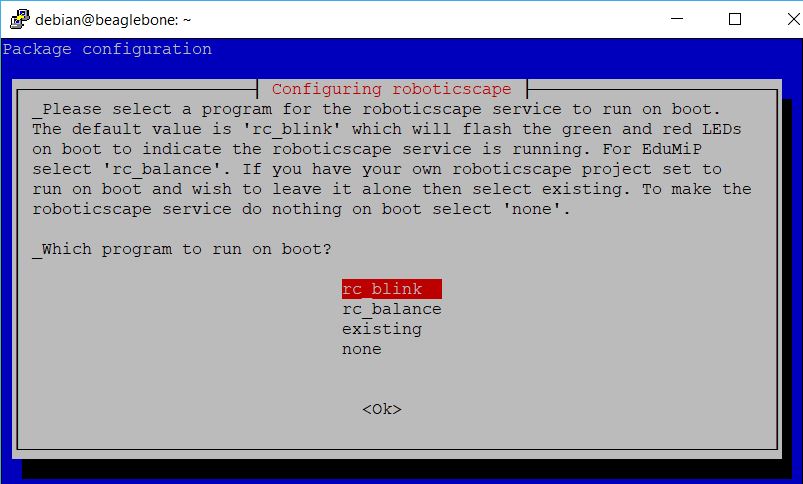 debian@beaglebone: ~
Package configuration
Configuring roboticscape
_Please select a program for the roboticscape service to run on boot.
The default value is 'rc_blink' which will flash the green and red LEDs
on boot to indicate the roboticscape service is running. For EduMiP
select 'rc_balance'. If you have your own roboticscape project set to
run on boot and wish to leave it alone then select existing. To make the
roboticscape service do nothing on boot select 'none'.
_Which program to run on boot?
rc_blink
rc_balance
existing
none
<Ok>